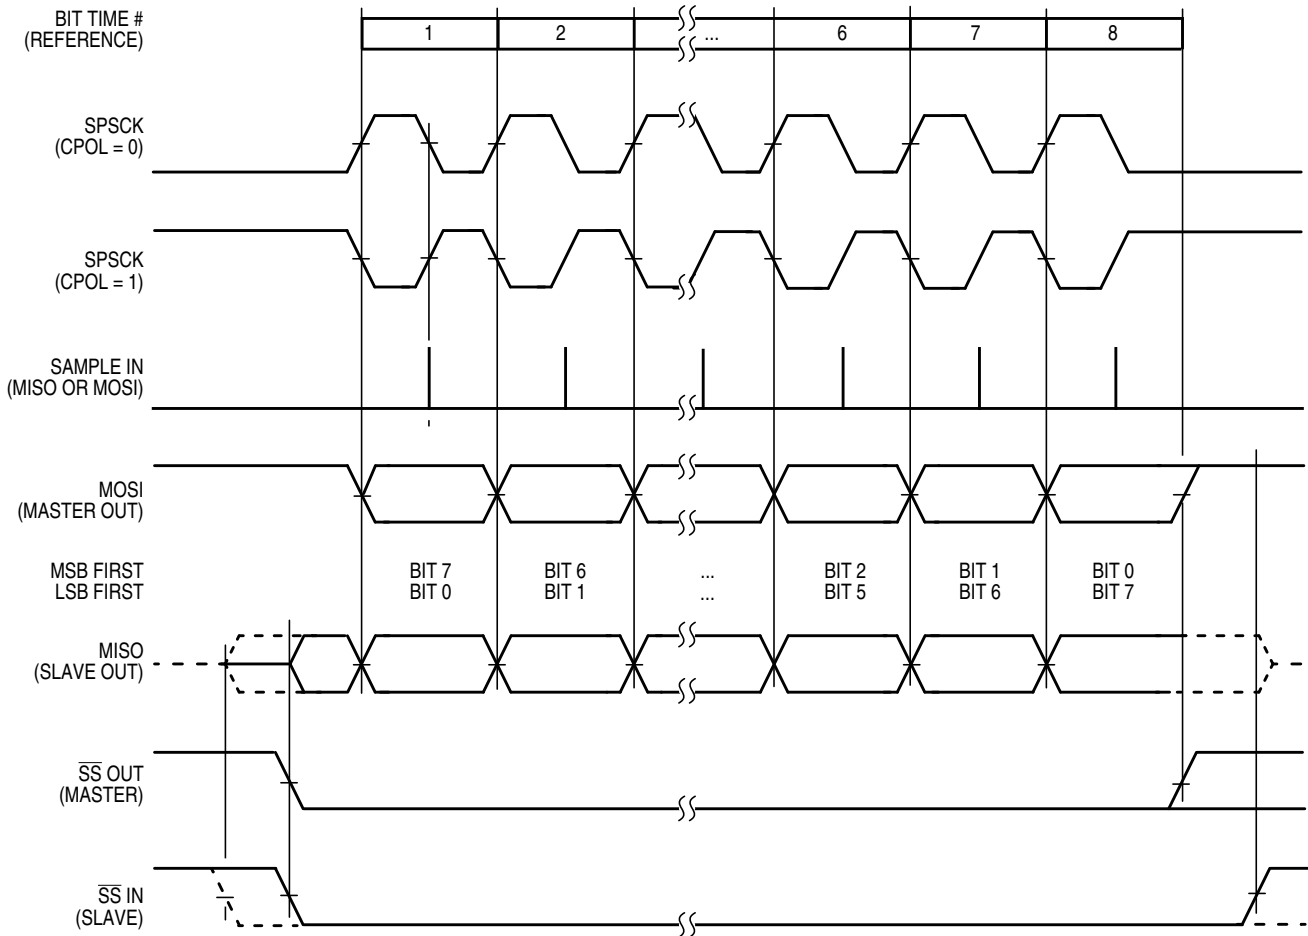 BIT TIME #
(REFERENCE)
1 2 ... 6 7 8
SPSCK
(CPOL = 0)
SPSCK
(CPOL = 1)
SAMPLE IN
(MISO OR MOSI)
MOSI
(MASTER OUT)
MSB FIRST BIT 7 BIT 6 ... BIT 2 BIT 1 BIT 0
LSB FIRST BIT 0 BIT 1 ... BIT 5 BIT 6 BIT 7
MISO
(SLAVE OUT)
SS OUT
(MASTER)
SS IN
(SLAVE)